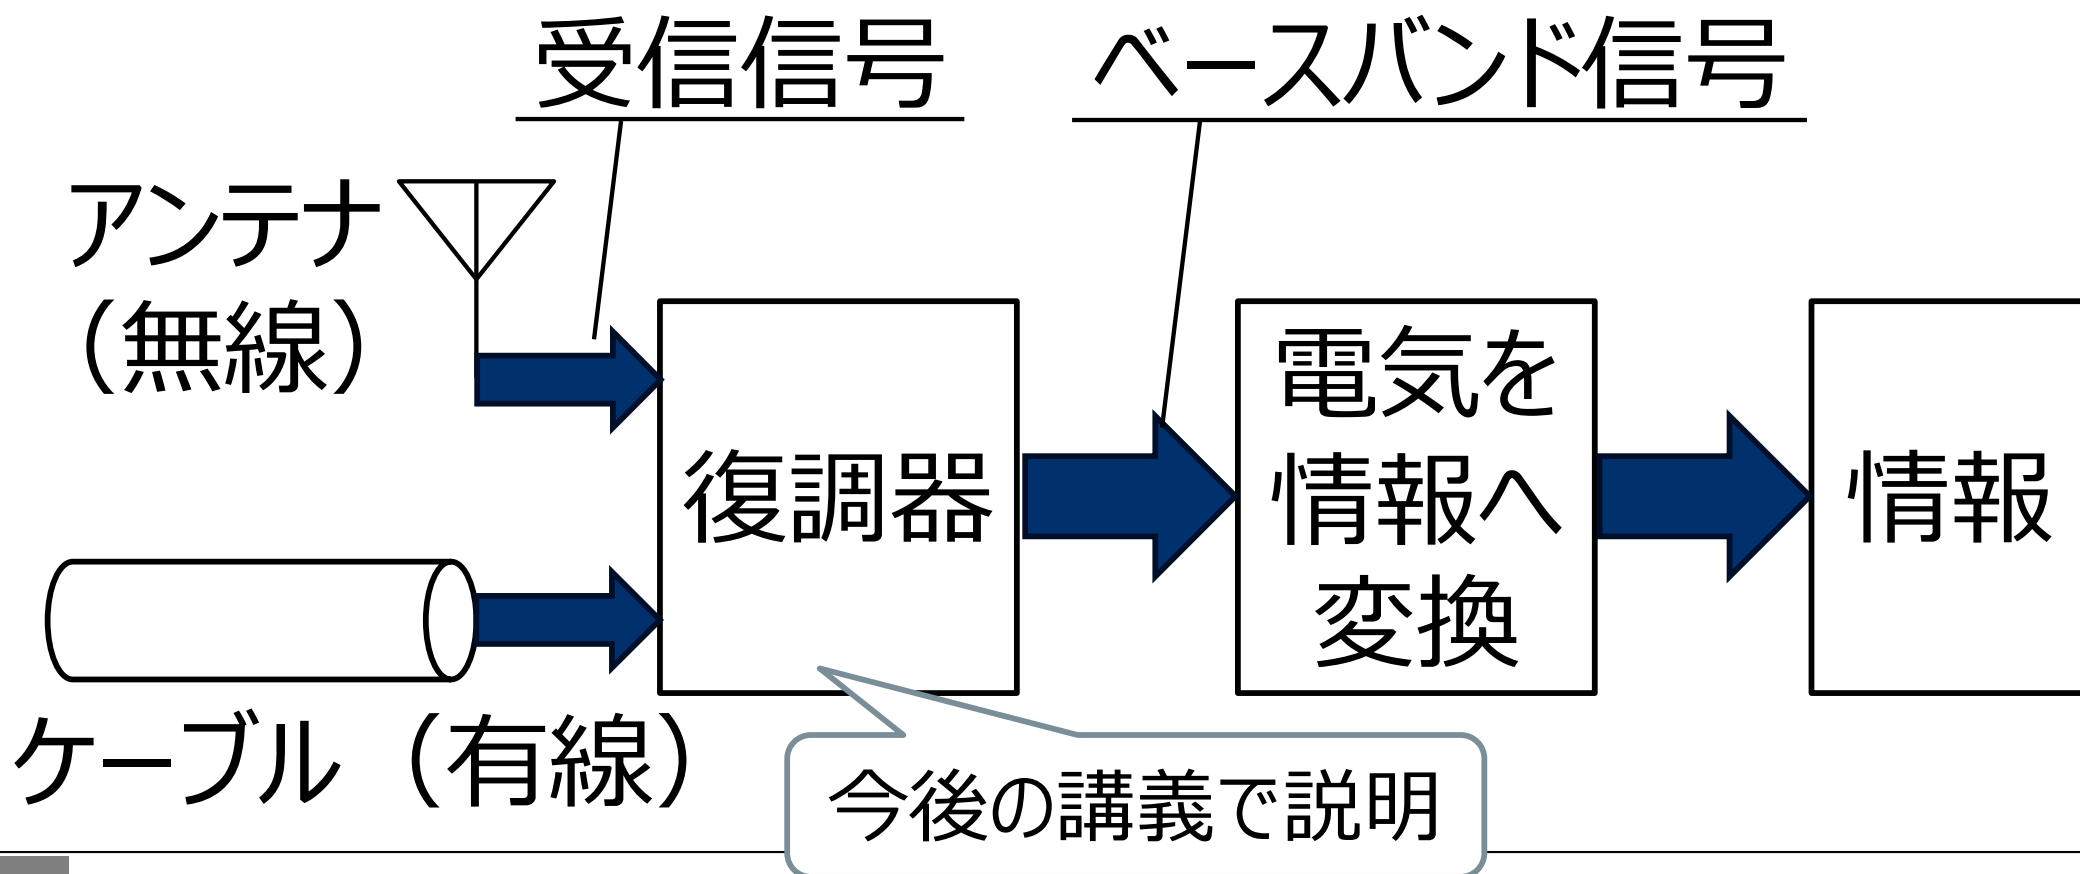 受信信号
ベースバンド信号
アンテナ
（無線）
復調器
電気を
情報へ
変換
情報
ケーブル（有線）
今後の講義で説明